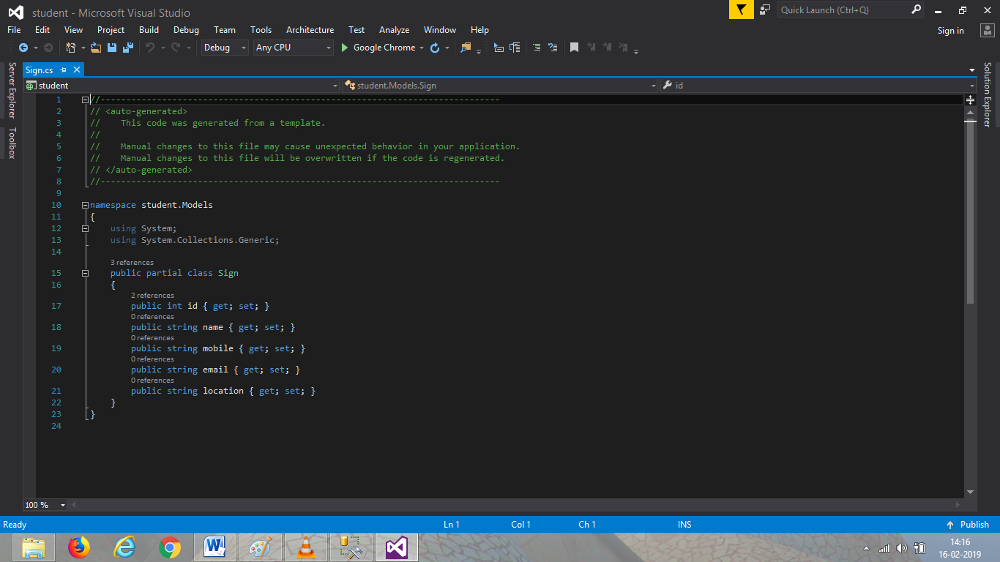 student - Microsoft Visual Studio
Quick Launch (Ctrl+Q)
File Edit View Project Build Debug Team Tools Architecture Test Analyze Window Help
Sign in
Debug Any CPU Google Chrome
Server Explorer
Toolbox
Solution Explorer
Sign.cs
student student.Models.Sign id
1 //------------------------------------------------------------------------------
2 // <auto-generated>
3 //    This code was generated from a template.
4 //
5 //    Manual changes to this file may cause unexpected behavior in your application.
6 //    Manual changes to this file will be overwritten if the code is regenerated.
7 // </auto-generated>
8 //------------------------------------------------------------------------------
9
10 namespace student.Models
11 {
12     using System;
13     using System.Collections.Generic;
14
3 references
15     public partial class Sign
16     {
2 references
17         public int id { get; set; }
0 references
18         public string name { get; set; }
0 references
19         public string mobile { get; set; }
0 references
20         public string email { get; set; }
0 references
21         public string location { get; set; }
22     }
23 }
24
100 %
Ready Ln 1 Col 1 Ch 1 INS Publish
14:16
16-02-2019